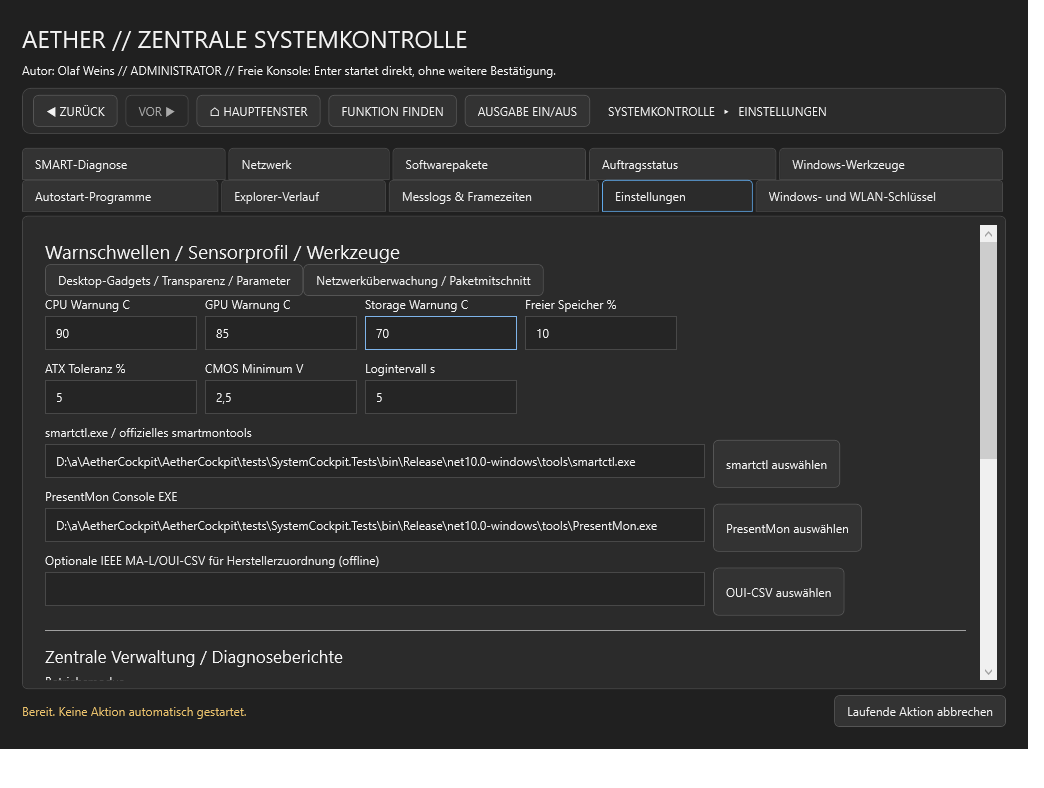 AETHER // ZENTRALE SYSTEMKONTROLLE
Autor: Olaf Weins // ADMINISTRATOR // Freie Konsole: Enter startet direkt, ohne weitere Bestätigung.
◀ ZURÜCK VOR ▶ ⌂ HAUPTFENSTER FUNKTION FINDEN AUSGABE EIN/AUS SYSTEMKONTROLLE ‣ EINSTELLUNGEN
SMART-Diagnose Netzwerk Softwarepakete Auftragsstatus Windows-Werkzeuge
Autostart-Programme Explorer-Verlauf Messlogs & Framezeiten Einstellungen Windows- und WLAN-Schlüssel
Warnschwellen / Sensorprofil / Werkzeuge
Desktop-Gadgets / Transparenz / Parameter Netzwerküberwachung / Paketmitschnitt
CPU Warnung C GPU Warnung C Storage Warnung C Freier Speicher %
90 85 70 10
ATX Toleranz % CMOS Minimum V Logintervall s
5 2,5 5
smartctl.exe / offizielles smartmontools
D:\a\AetherCockpit\AetherCockpit\tests\SystemCockpit.Tests\bin\Release\net10.0-windows\tools\smartctl.exe smartctl auswählen
PresentMon Console EXE
D:\a\AetherCockpit\AetherCockpit\tests\SystemCockpit.Tests\bin\Release\net10.0-windows\tools\PresentMon.exe PresentMon auswählen
Optionale IEEE MA-L/OUI-CSV für Herstellerzuordnung (offline)
OUI-CSV auswählen
Zentrale Verwaltung / Diagnoseberichte
Bereit. Keine Aktion automatisch gestartet. Laufende Aktion abbrechen